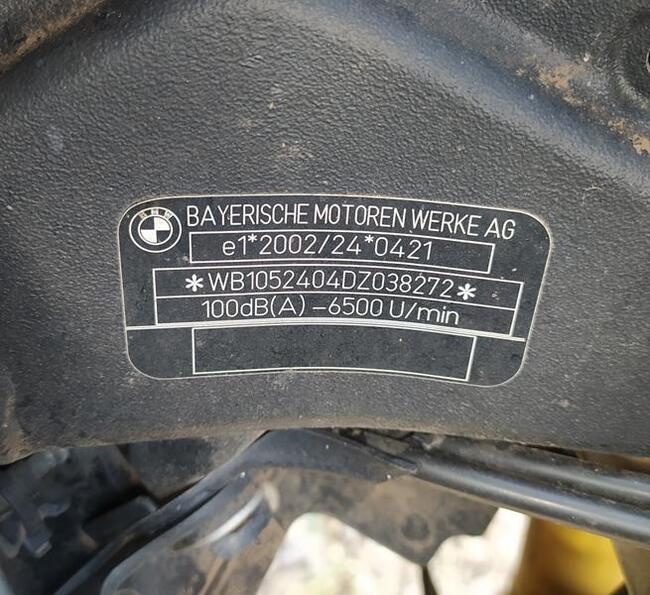 BMW
BAYERISCHE MOTOREN WERKE AG
e1*2002/24*0421
*WB1052404DZ038272*
100dB(A) -6500 U/min